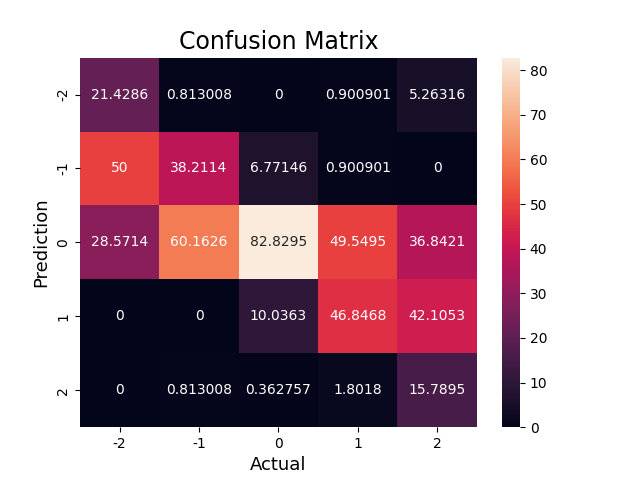 Confusion Matrix
-2 21.4286 0.813008 0 0.900901 5.26316
-1 50 38.2114 6.77146 0.900901 0
0 28.5714 60.1626 82.8295 49.5495 36.8421
1 0 0 10.0363 46.8468 42.1053
2 0 0.813008 0.362757 1.8018 15.7895
-2 -1 0 1 2
Actual
Prediction
80
70
60
50
40
30
20
10
0